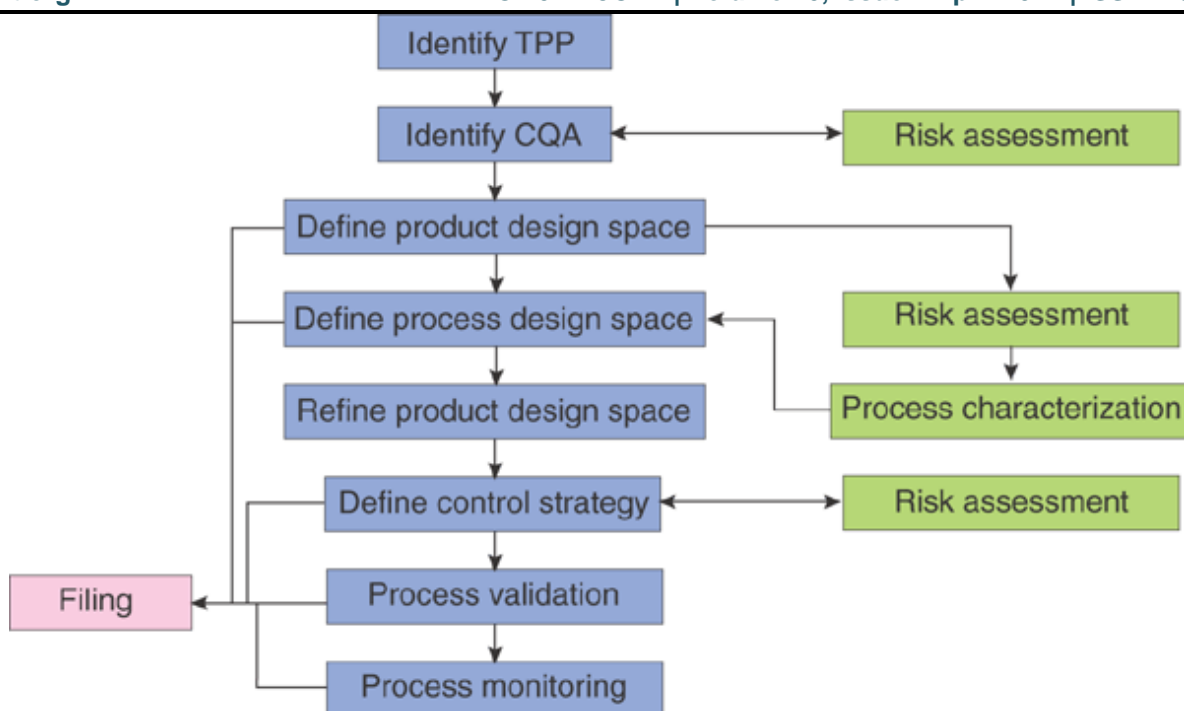 Identify TPP
Identify CQA
Risk assessment
Define product design space
Define process design space
Risk assessment
Refine product design space
Process characterization
Define control strategy
Risk assessment
Filing
Process validation
Process monitoring